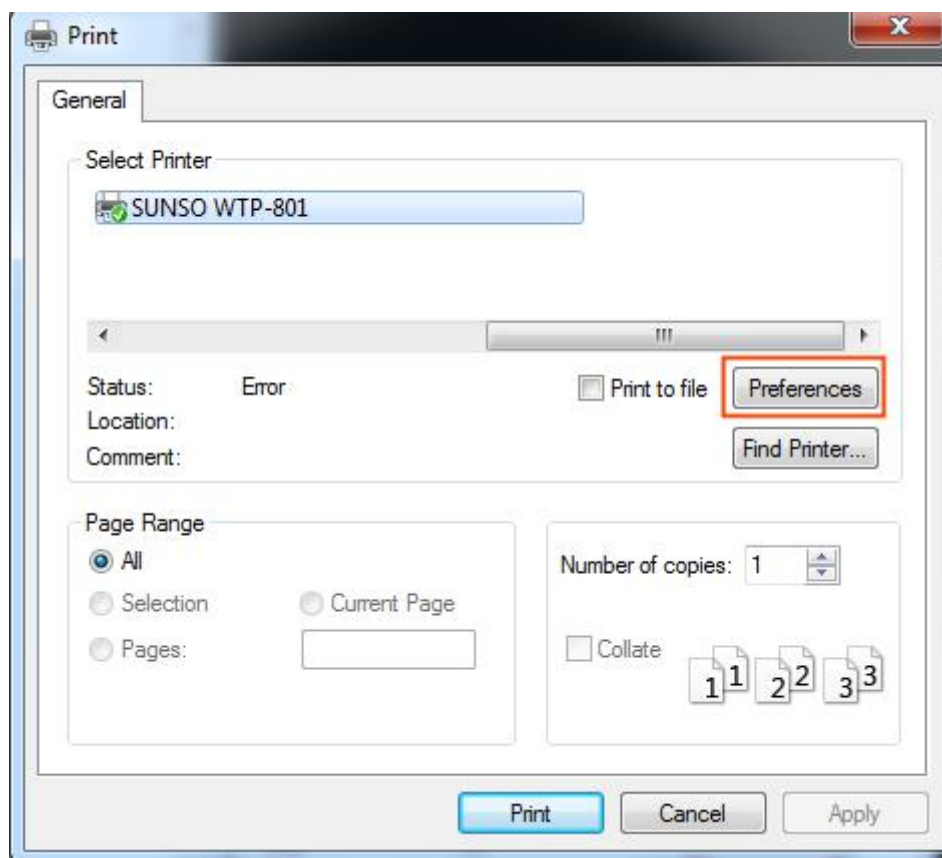 Print
X
General
Select Printer
SUNSO WTP-801
Status: Error
Print to file
Preferences
Location:
Comment:
Find Printer...
Page Range
All
Selection
Current Page
Pages:
Number of copies: 1
Collate
1 1 2 2 3 3
Print Cancel Apply